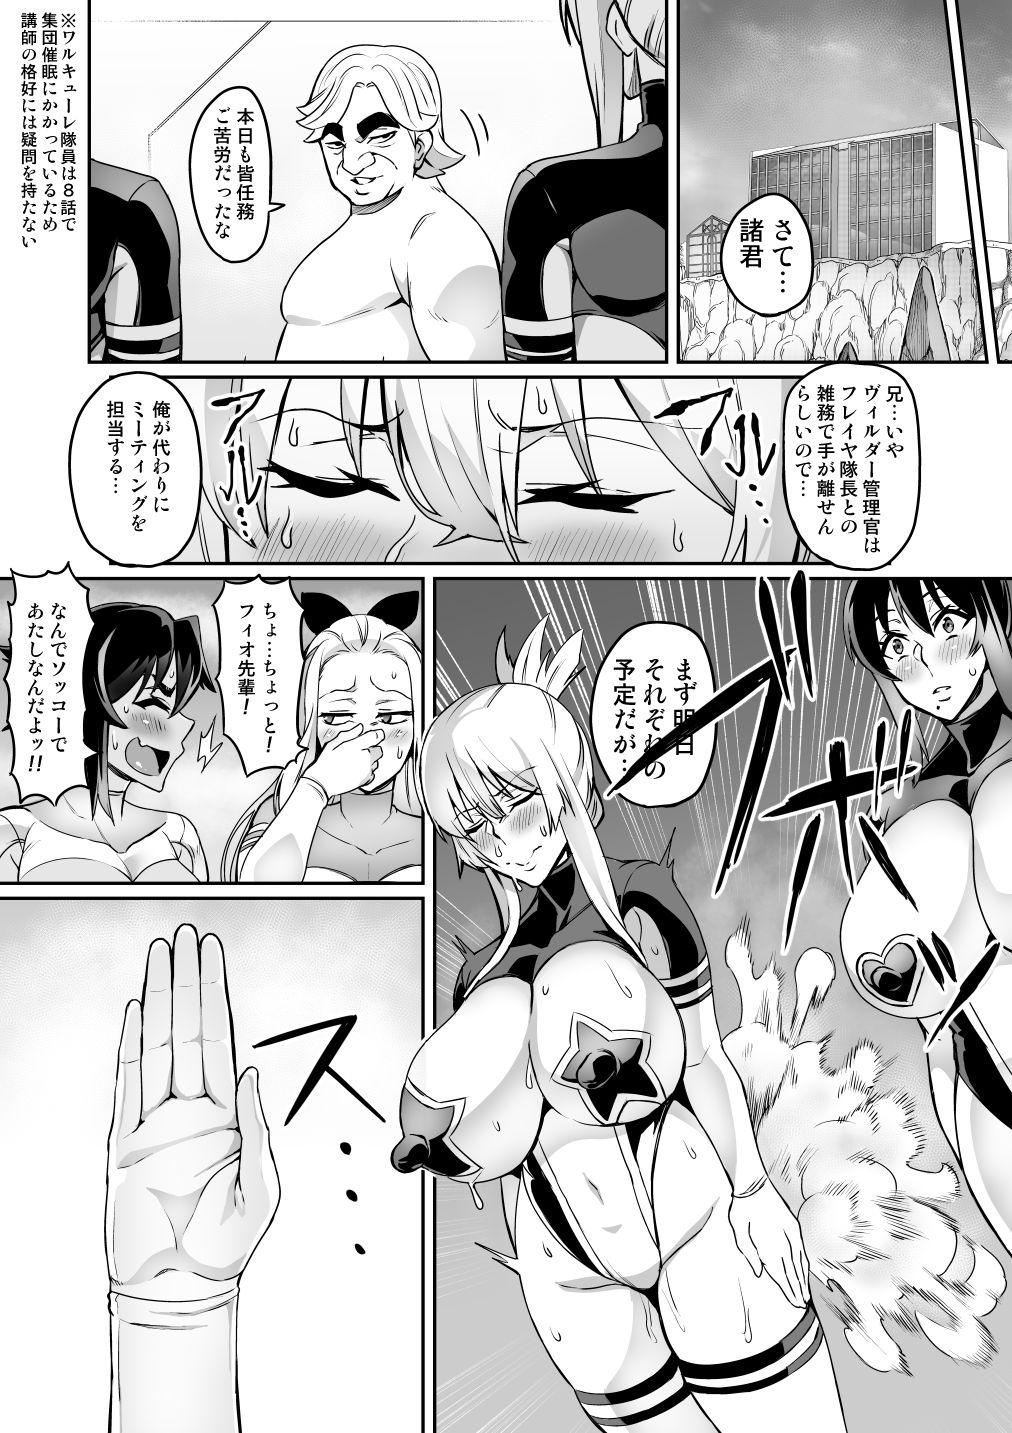 さて…
諸君
本日も皆任務
ご苦労だったな
※ワルキューレ隊員は８話で
集団催眠にかかっているため
講師の格好には疑問を持たない
兄…いや
ヴィルダー管理官は
フレイヤ隊長との
雑務で手が離せん
らしいので…
俺が代わりに
ミーティングを
担当する…
まず明日
それぞれの
予定だが…
ちょ…ちょっと！
フィオ先輩！
なんでソッコーで
あたしなんだよッ!!
ス…